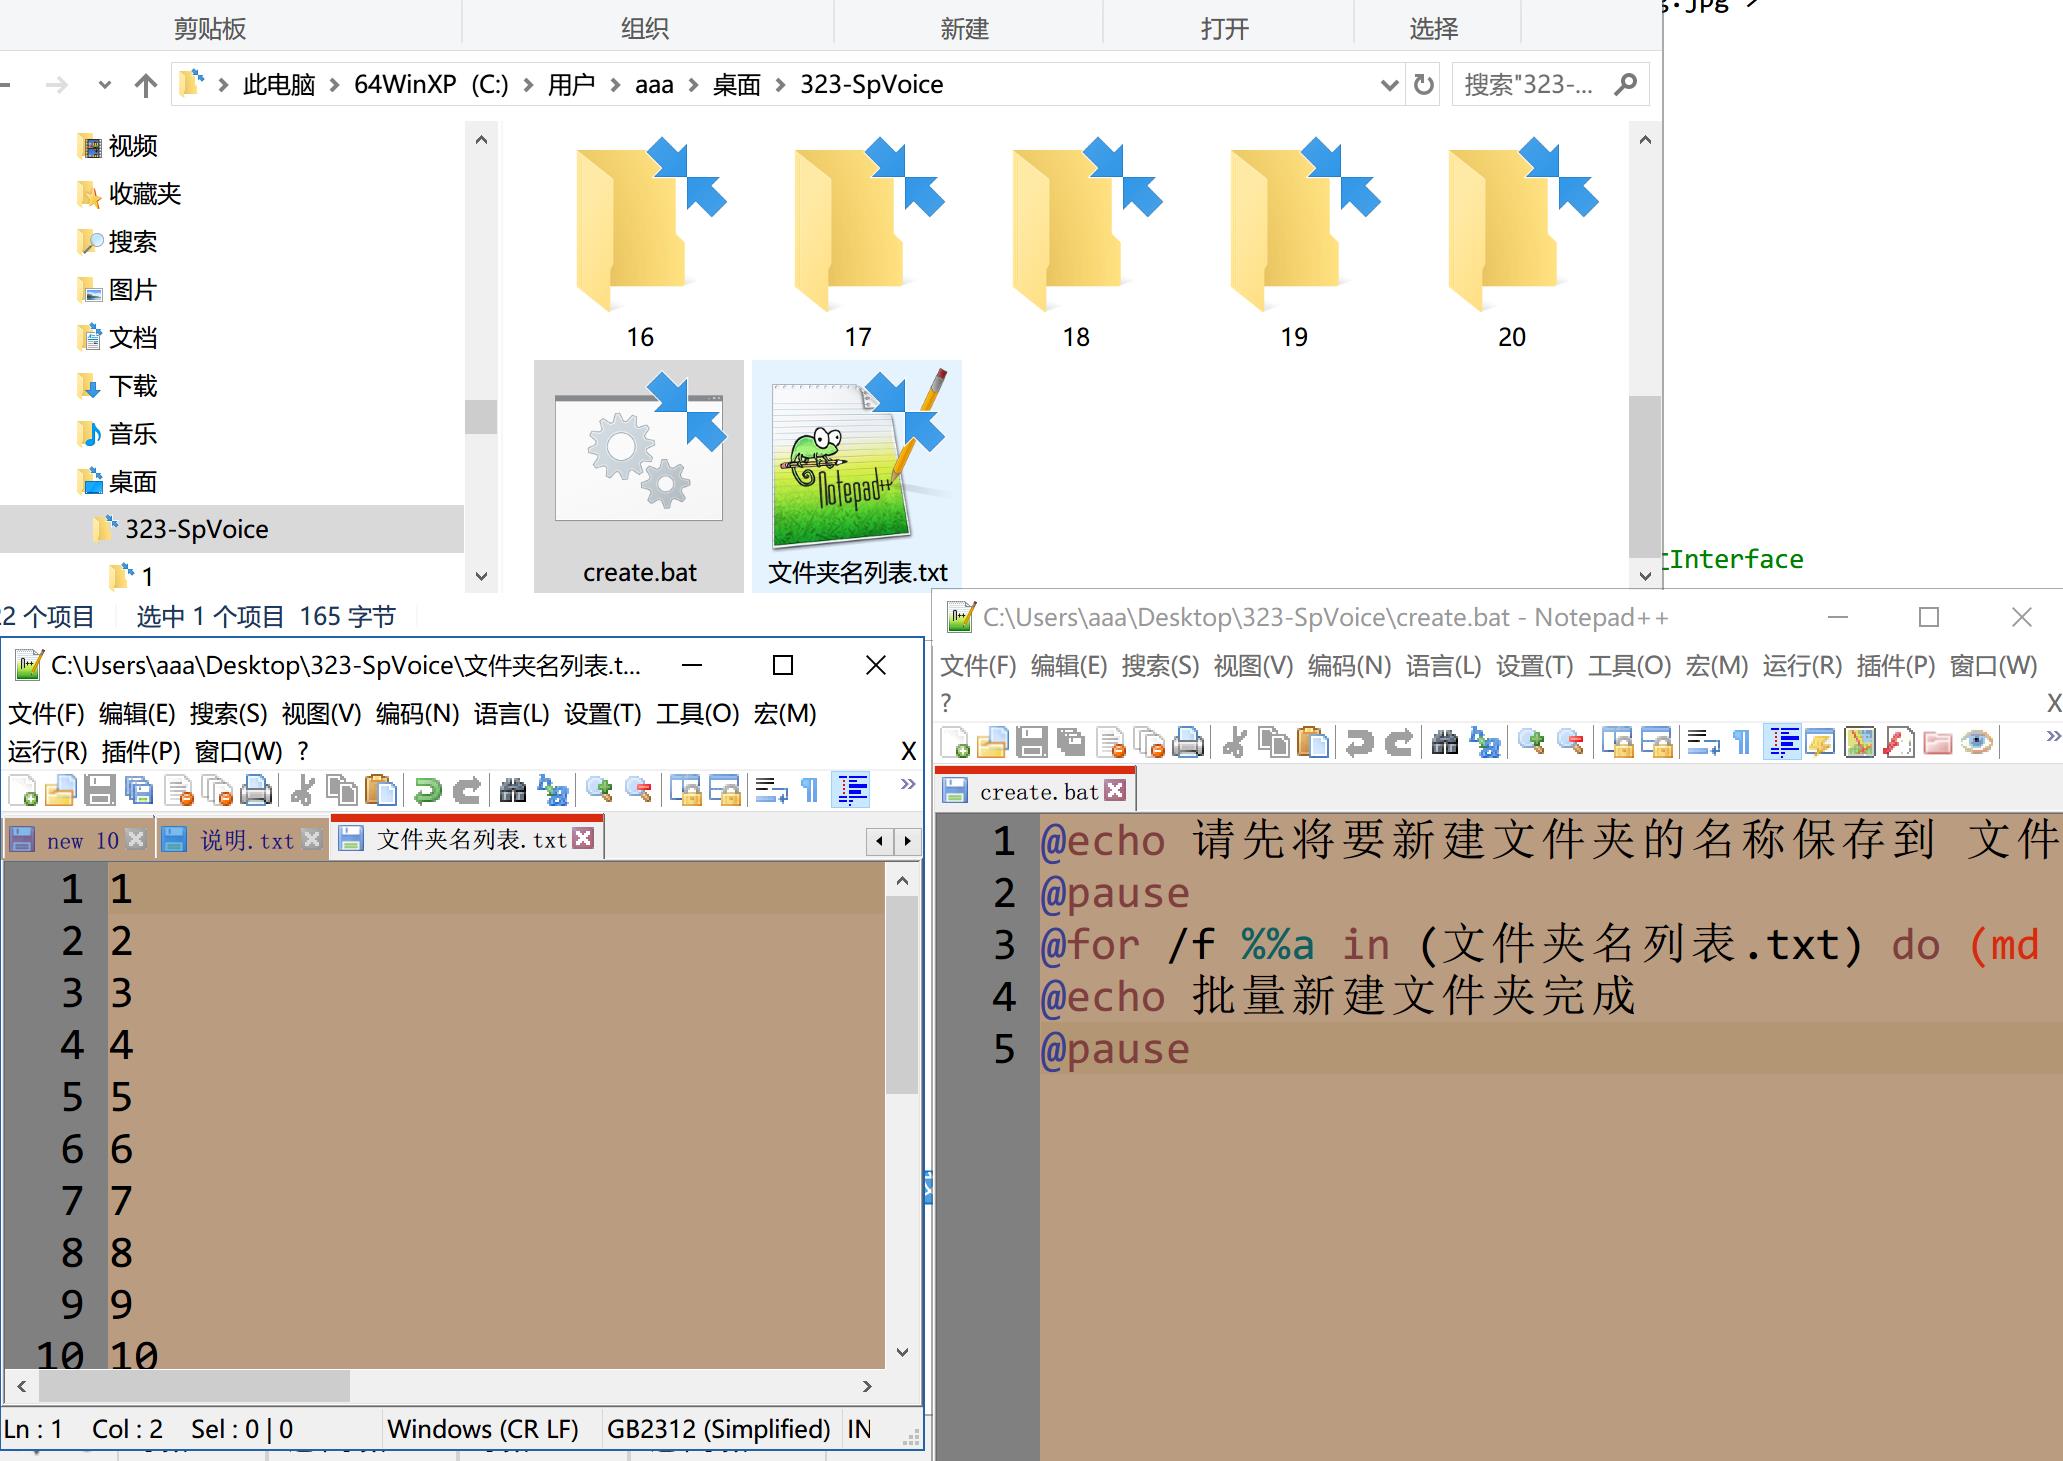 剪贴板 组织 新建 打开 选择
此电脑 64WinXP (C:) 用户 aaa 桌面 323-SpVoice
搜索"323-...
视频
收藏夹
搜索
图片
文档
下载
音乐
桌面
323-SpVoice
1
16 17 18 19 20
create.bat 文件夹名列表.txt
Notepad++
2 个项目 选中 1 个项目 165 字节
Interface
C:\Users\aaa\Desktop\323-SpVoice\文件夹名列表.t...
文件(F) 编辑(E) 搜索(S) 视图(V) 编码(N) 语言(L) 设置(T) 工具(O) 宏(M)
运行(R) 插件(P) 窗口(W) ? X
new 10 说明.txt 文件夹名列表.txt
1 1
2 2
3 3
4 4
5 5
6 6
7 7
8 8
9 9
10 10
Ln : 1 Col : 2 Sel : 0 | 0 Windows (CR LF) GB2312 (Simplified) IN
C:\Users\aaa\Desktop\323-SpVoice\create.bat - Notepad++
文件(F) 编辑(E) 搜索(S) 视图(V) 编码(N) 语言(L) 设置(T) 工具(O) 宏(M) 运行(R) 插件(P) 窗口(W)
? X
create.bat
1 @echo 请先将要新建文件夹的名称保存到 文件
2 @pause
3 @for /f %%a in (文件夹名列表.txt) do (md
4 @echo 批量新建文件夹完成
5 @pause